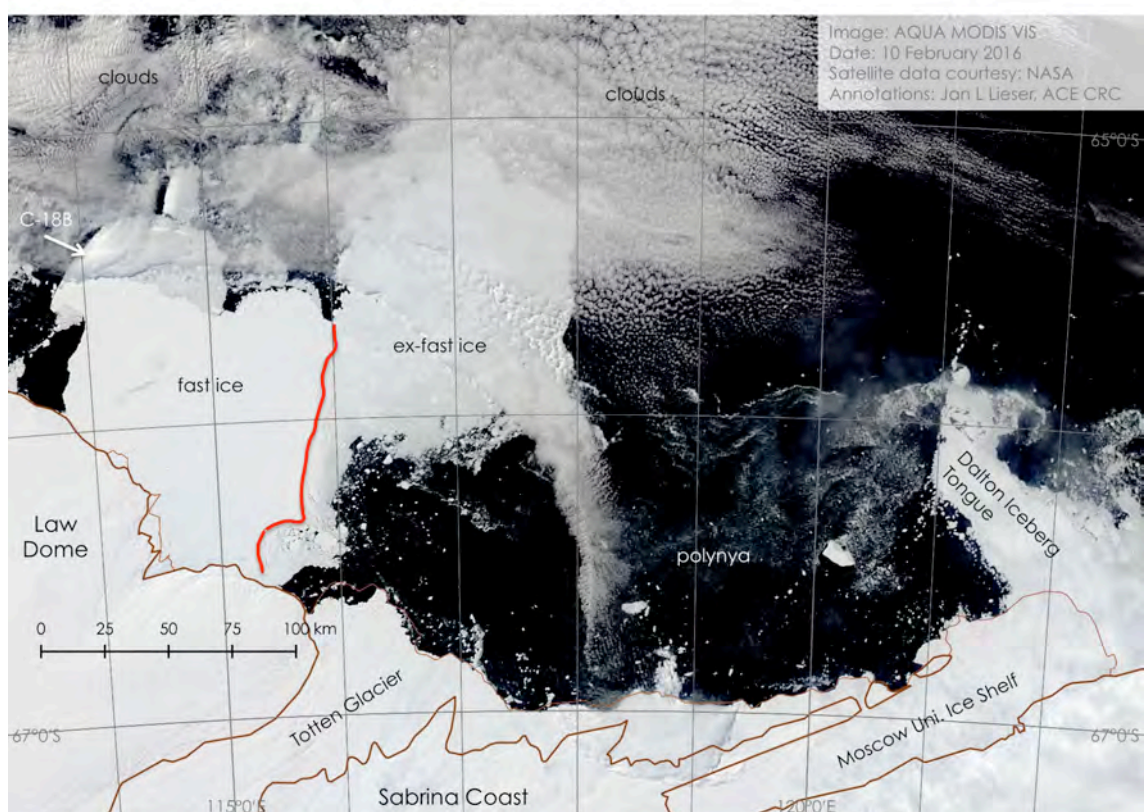 Image: AQUA MODIS VIS
Date: 10 February 2016
Satellite data courtesy: NASA
Annotations: Jan L Lieser, ACE CRC
clouds
clouds
65°0'S
C-18B
ex-fast ice
fast ice
Dalton Iceberg
Tongue
Law
Dome
polynya
0 25 50 75 100 km
Totten Glacier
Moscow Uni. Ice Shelf
67°0'S
67°0'S
Sabrina Coast
115°0'S
120°0'E